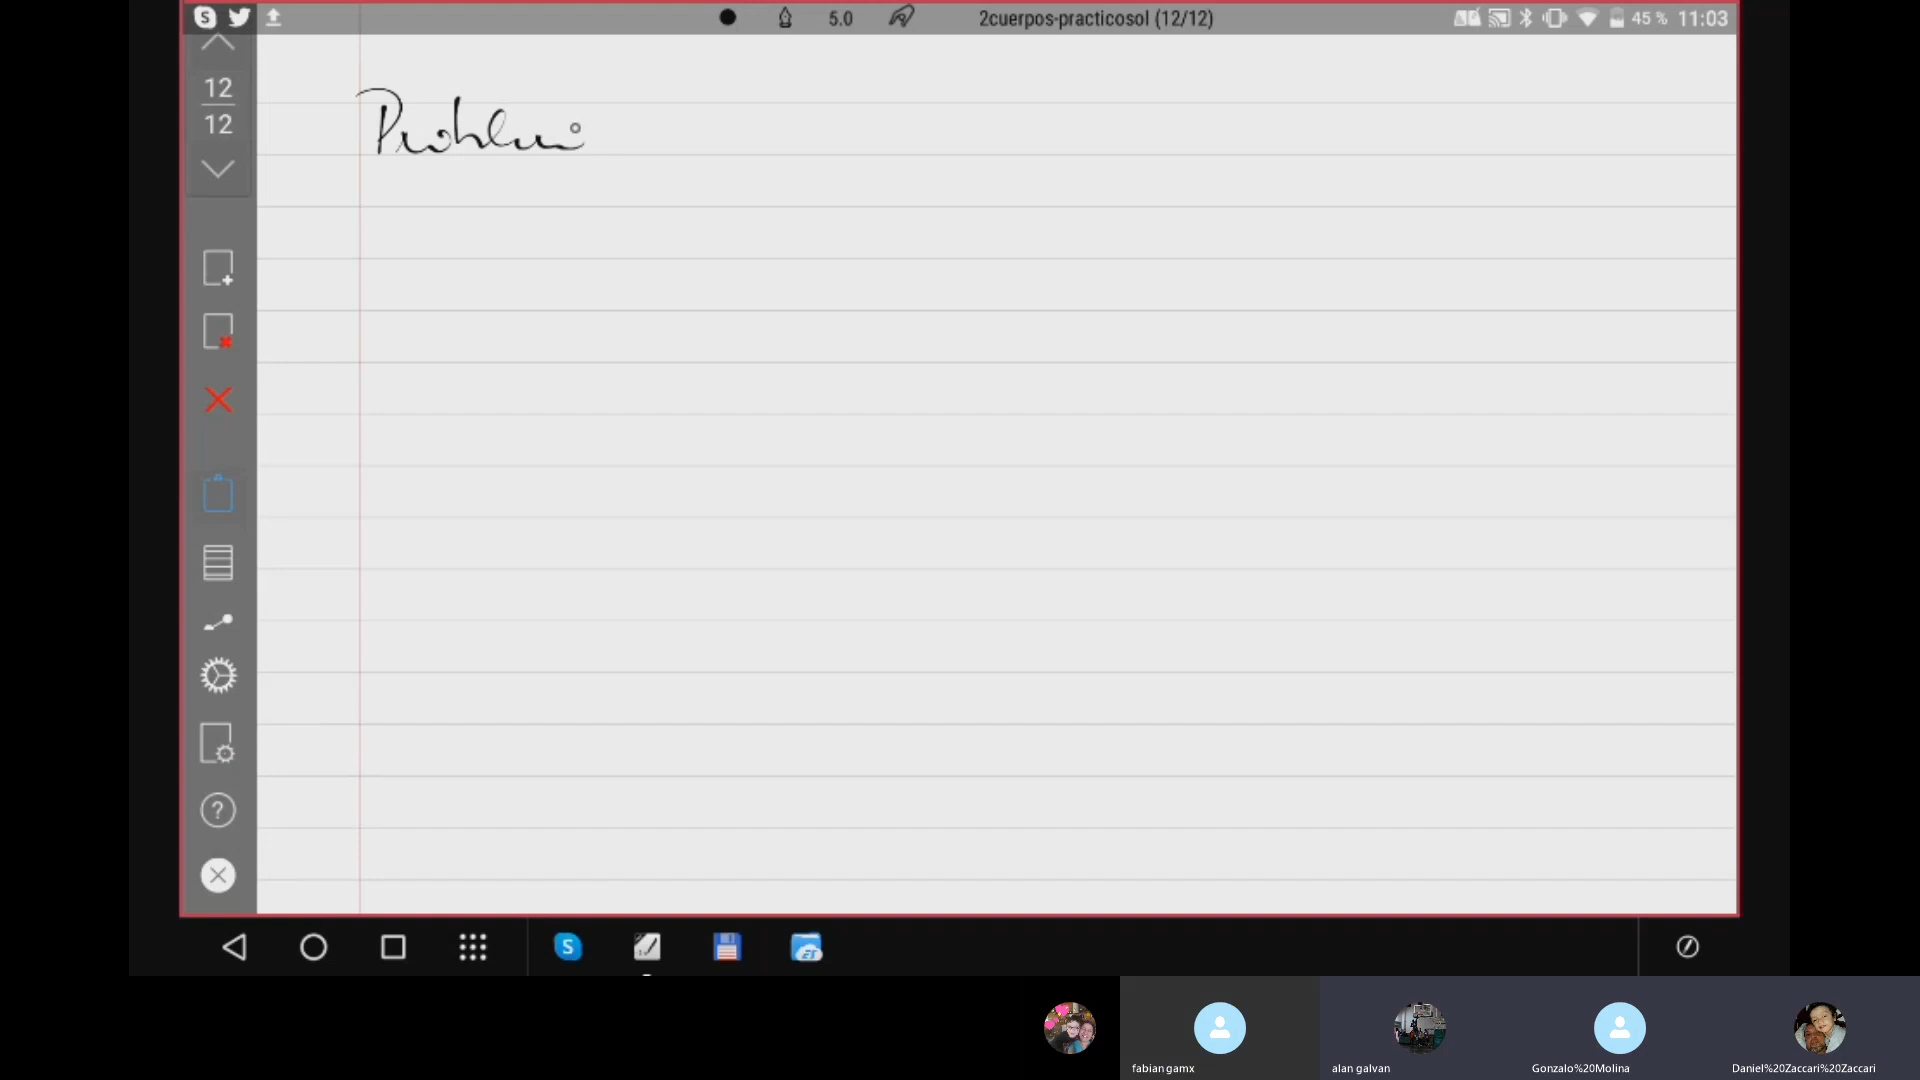 5.0
2cuerpos-practicosol (12/12)
45 %
11:03
12
12
fabian gamx
alan galvan
Gonzalo%20Molina
Daniel%20Zaccari%20Zaccari